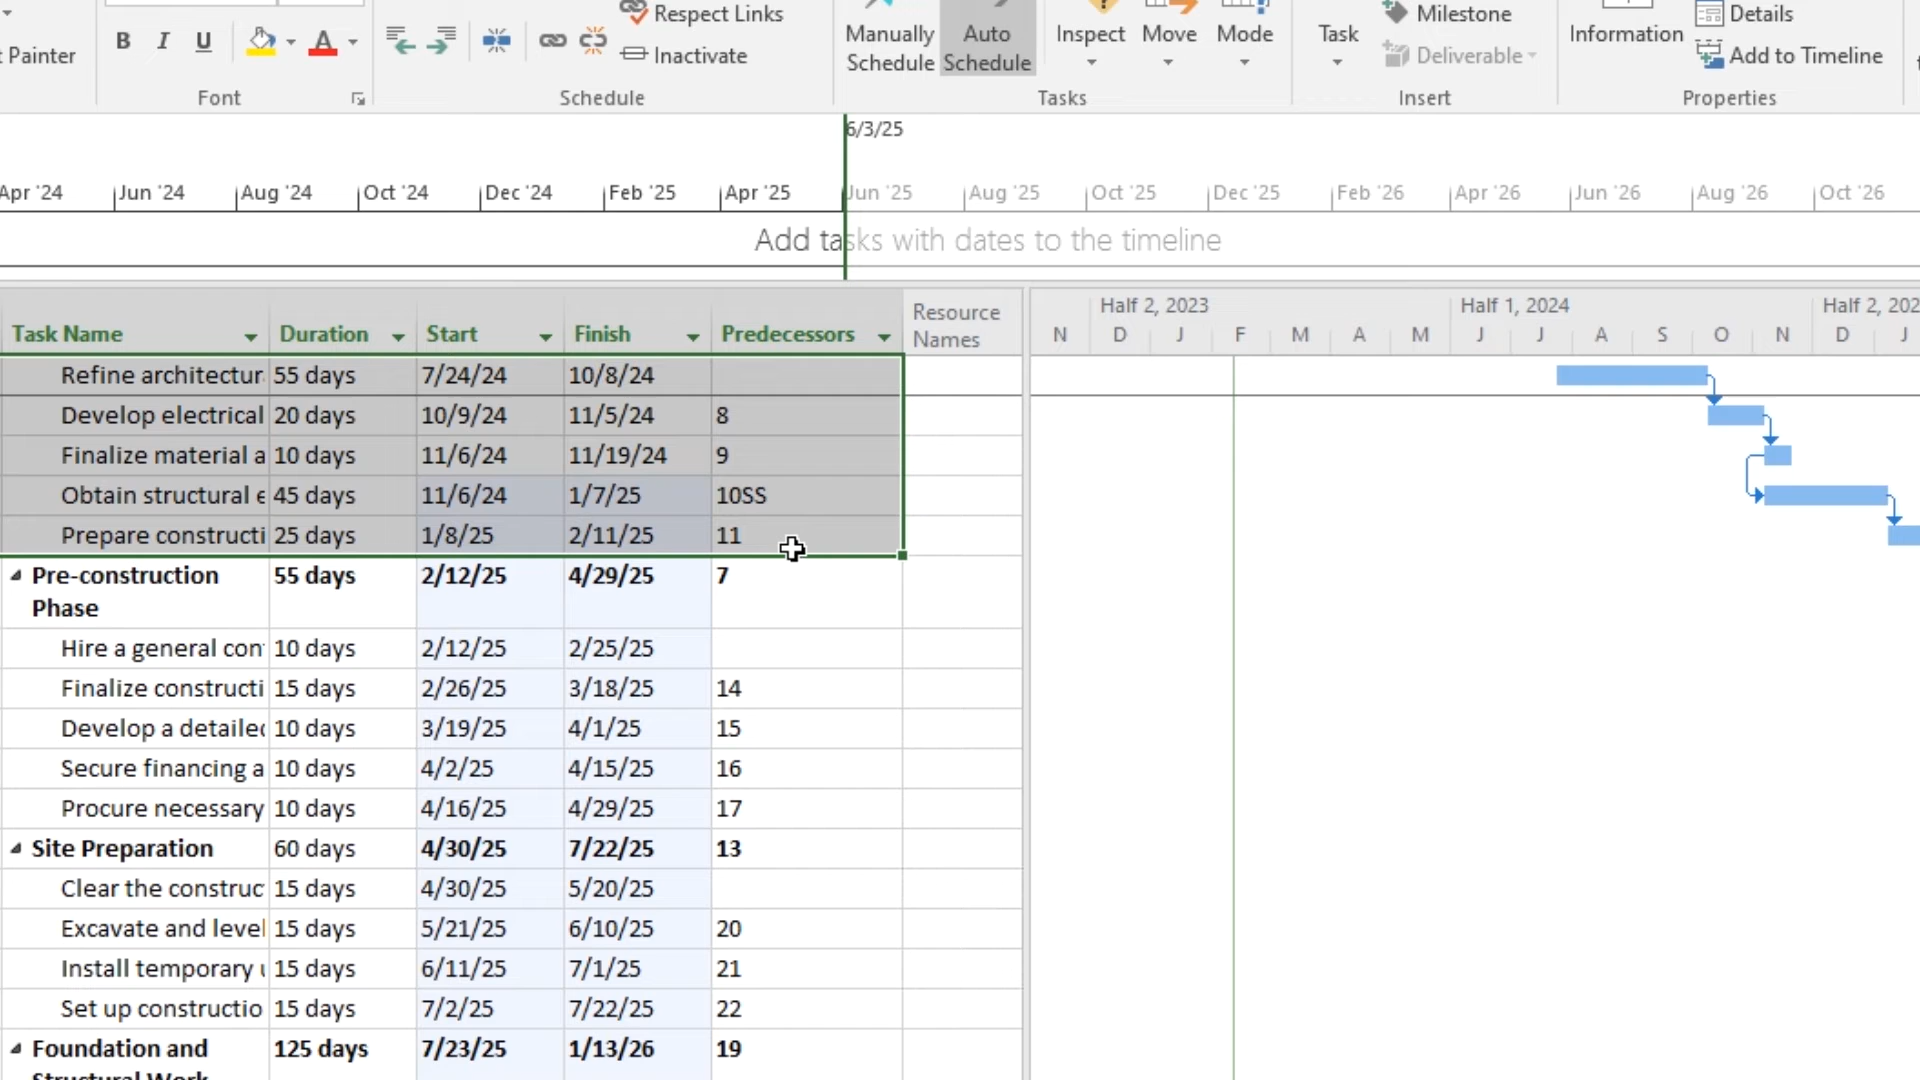 Respect Links
Milestone
Details
t Painter
B I U A
Inactivate
Manually Schedule
Auto Schedule
Inspect
Move
Mode
Task
Deliverable
Information
Add to Timeline
Font
Schedule
Tasks
Insert
Properties
6/3/25
Apr '24 Jun '24 Aug '24 Oct '24 Dec '24 Feb '25 Apr '25 Jun '25 Aug '25 Oct '25 Dec '25 Feb '26 Apr '26 Jun '26 Aug '26 Oct '26
Add tasks with dates to the timeline
Task Name Duration Start Finish Predecessors Resource Names
Half 2, 2023 Half 1, 2024 Half 2, 202
N D J F M A M J J A S O N D J
Refine architectur 55 days 7/24/24 10/8/24
Develop electrical 20 days 10/9/24 11/5/24 8
Finalize material a 10 days 11/6/24 11/19/24 9
Obtain structural e 45 days 11/6/24 1/7/25 10SS
Prepare constructi 25 days 1/8/25 2/11/25 11
Pre-construction Phase 55 days 2/12/25 4/29/25 7
Hire a general con 10 days 2/12/25 2/25/25
Finalize constructi 15 days 2/26/25 3/18/25 14
Develop a detailed 10 days 3/19/25 4/1/25 15
Secure financing a 10 days 4/2/25 4/15/25 16
Procure necessary 10 days 4/16/25 4/29/25 17
Site Preparation 60 days 4/30/25 7/22/25 13
Clear the construc 15 days 4/30/25 5/20/25
Excavate and level 15 days 5/21/25 6/10/25 20
Install temporary 15 days 6/11/25 7/1/25 21
Set up constructio 15 days 7/2/25 7/22/25 22
Foundation and Structural Work 125 days 7/23/25 1/13/26 19